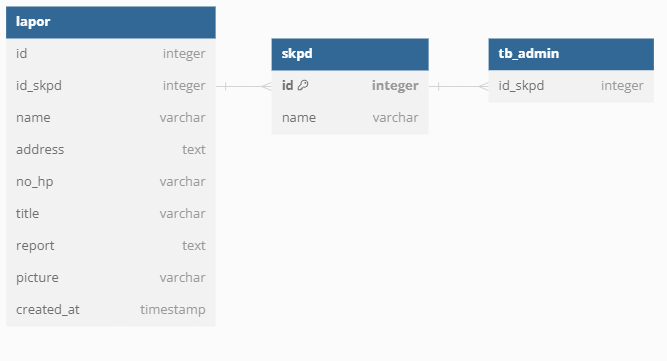 lapor
id integer
id_skpd integer
name varchar
address text
no_hp varchar
title varchar
report text
picture varchar
created_at timestamp
skpd
id integer
name varchar
tb_admin
id_skpd integer